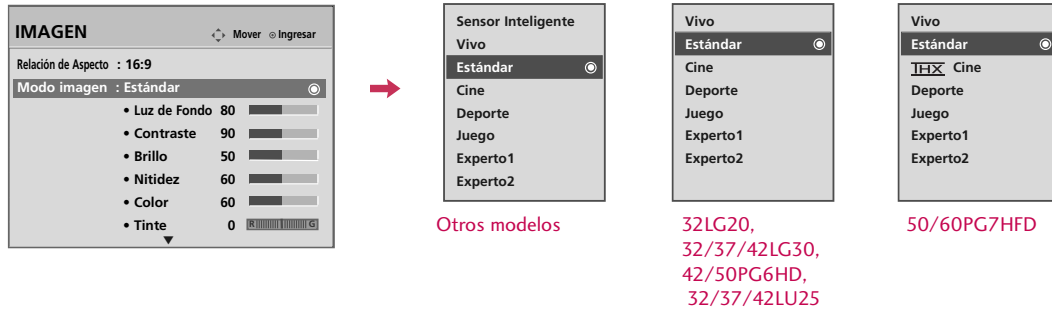 IMAGEN
Mover
Ingresar
Relación de Aspecto : 16:9
Modo imagen : Estándar
• Luz de Fondo 80
• Contraste 90
• Brillo 50
• Nitidez 60
• Color 60
• Tinte 0 R G
Sensor Inteligente
Vivo
Estándar
Cine
Deporte
Juego
Experto1
Experto2
Otros modelos
Vivo
Estándar
Cine
Deporte
Juego
Experto1
Experto2
32LG20,
32/37/42LG30,
42/50PG6HD,
32/37/42LU25
Vivo
Estándar
THX Cine
Deporte
Juego
Experto1
Experto2
50/60PG7HFD